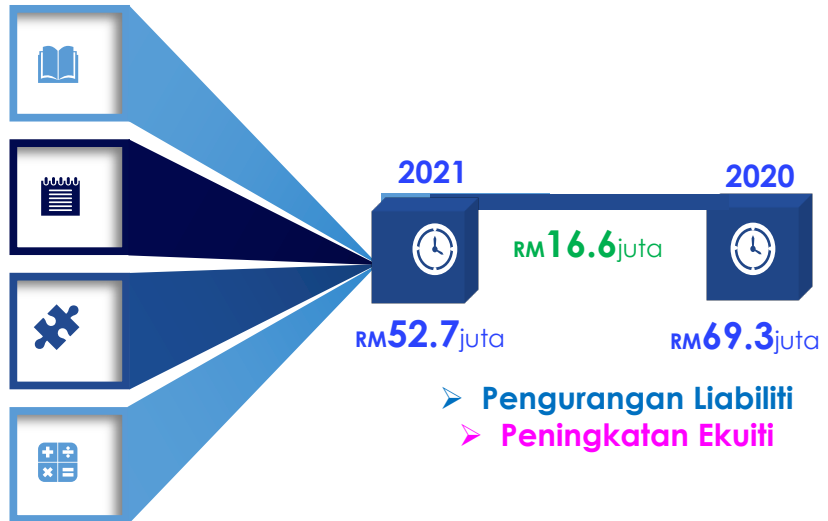 2021
2020
RM16.6juta
RM52.7juta
RM69.3juta
➢ Pengurangan Liabiliti
➢ Peningkatan Ekuiti